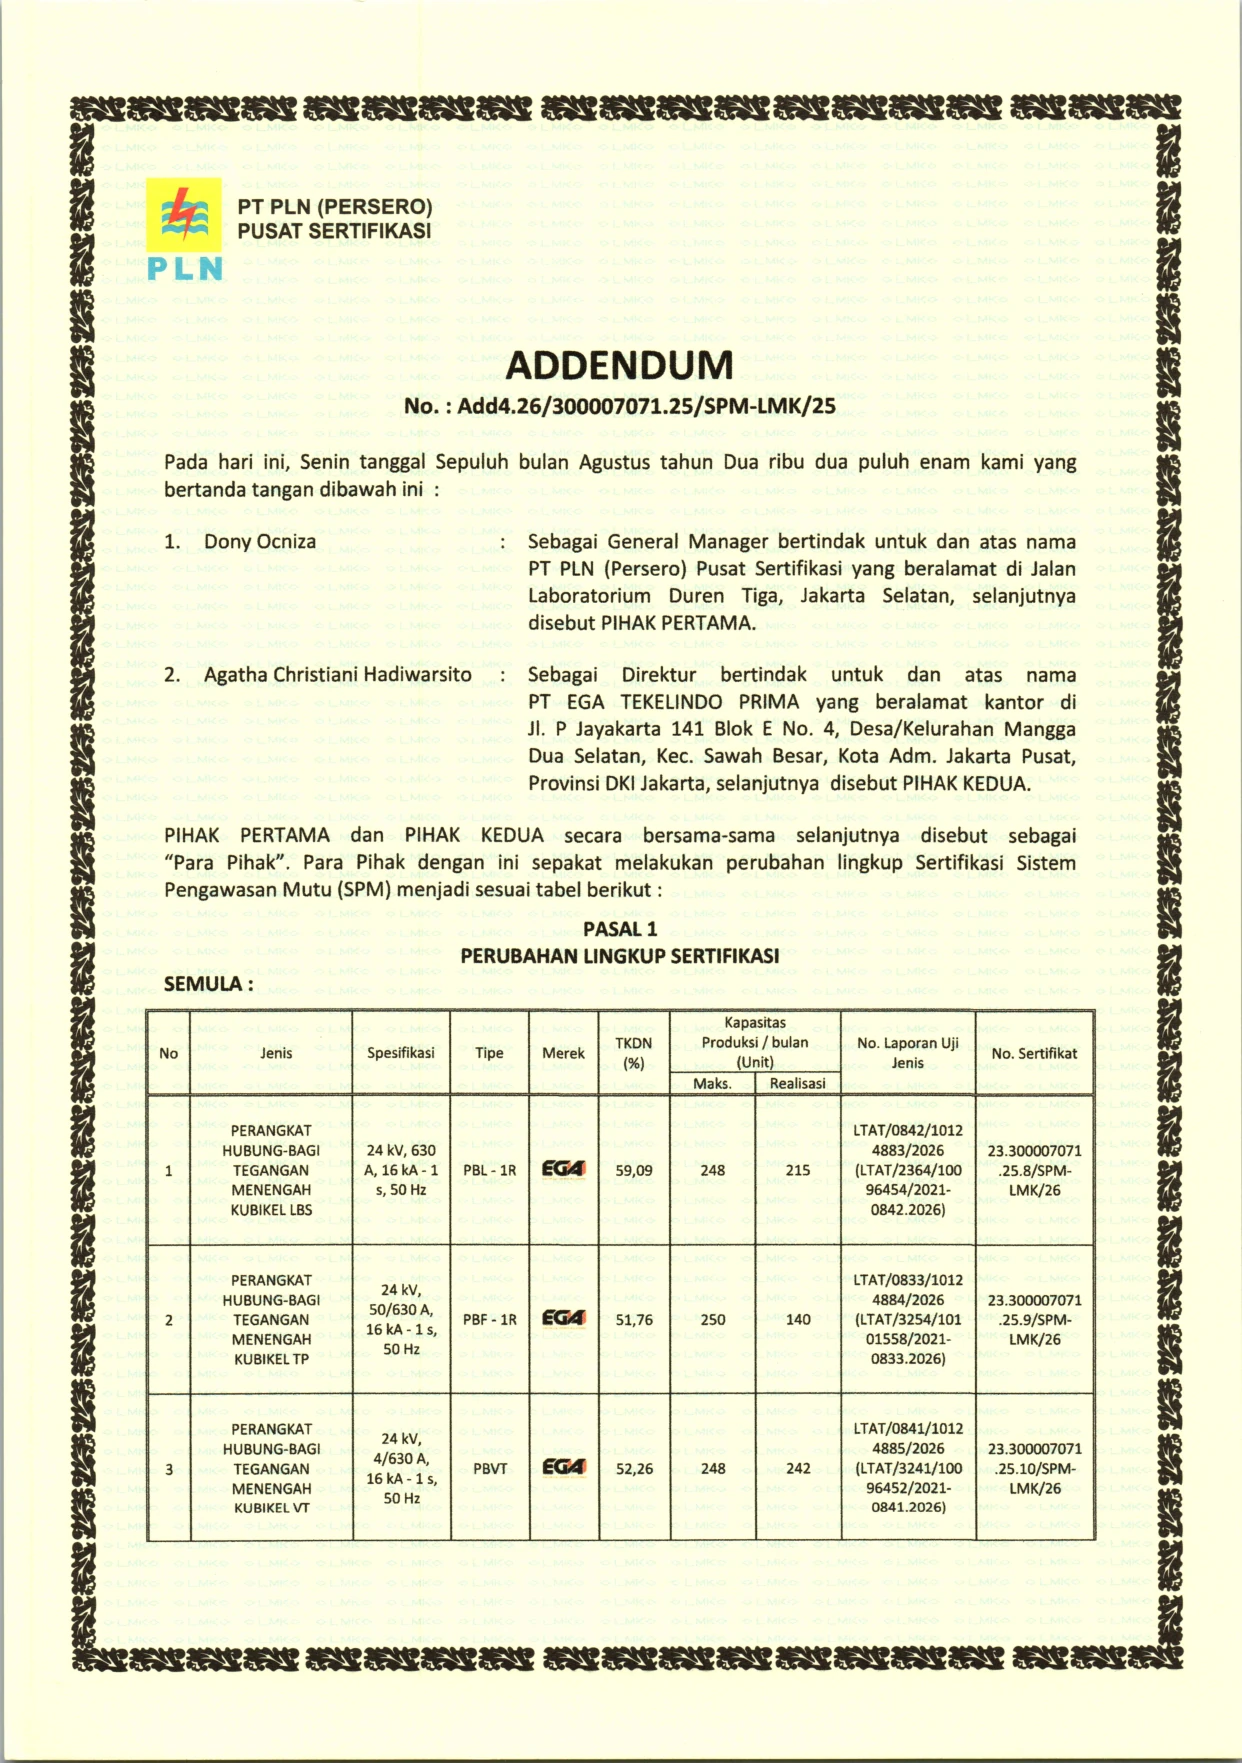 PT PLN (PERSERO)
PUSAT SERTIFIKASI
PLN
ADDENDUM
No. : Add4.26/300007071.25/SPM-LMK/25
Pada hari ini, Senin tanggal Sepuluh bulan Agustus tahun Dua ribu dua puluh enam kami yang
bertanda tangan dibawah ini :
1. Dony Ocniza : Sebagai General Manager bertindak untuk dan atas nama
PT PLN (Persero) Pusat Sertifikasi yang beralamat di Jalan
Laboratorium Duren Tiga, Jakarta Selatan, selanjutnya
disebut PIHAK PERTAMA.
2. Agatha Christiani Hadiwarsito : Sebagai Direktur bertindak untuk dan atas nama
PT EGA TEKELINDO PRIMA yang beralamat kantor di
Jl. P Jayakarta 141 Blok E No. 4, Desa/Kelurahan Mangga
Dua Selatan, Kec. Sawah Besar, Kota Adm. Jakarta Pusat,
Provinsi DKI Jakarta, selanjutnya disebut PIHAK KEDUA.
PIHAK PERTAMA dan PIHAK KEDUA secara bersama-sama selanjutnya disebut sebagai
“Para Pihak”. Para Pihak dengan ini sepakat melakukan perubahan lingkup Sertifikasi Sistem
Pengawasan Mutu (SPM) menjadi sesuai tabel berikut :
PASAL 1
PERUBAHAN LINGKUP SERTIFIKASI
SEMULA :
No
Jenis
Spesifikasi
Tipe
Merek
TKDN
(%)
Kapasitas
Produksi / bulan
(Unit)
Maks.
Realisasi
No. Laporan Uji
Jenis
No. Sertifikat
1
PERANGKAT
HUBUNG-BAGI
TEGANGAN
MENENGAH
KUBIKEL LBS
24 kV, 630
A, 16 kA - 1
s, 50 Hz
PBL - 1R
EGA
59,09
248
215
LTAT/0842/1012
4883/2026
(LTAT/2364/100
96454/2021-
0842.2026)
23.300007071
.25.8/SPM-
LMK/26
2
PERANGKAT
HUBUNG-BAGI
TEGANGAN
MENENGAH
KUBIKEL TP
24 kV,
50/630 A,
16 kA - 1 s,
50 Hz
PBF - 1R
EGA
51,76
250
140
LTAT/0833/1012
4884/2026
(LTAT/3254/101
01558/2021-
0833.2026)
23.300007071
.25.9/SPM-
LMK/26
3
PERANGKAT
HUBUNG-BAGI
TEGANGAN
MENENGAH
KUBIKEL VT
24 kV,
4/630 A,
16 kA - 1 s,
50 Hz
PBVT
EGA
52,26
248
242
LTAT/0841/1012
4885/2026
(LTAT/3241/100
96452/2021-
0841.2026)
23.300007071
.25.10/SPM-
LMK/26